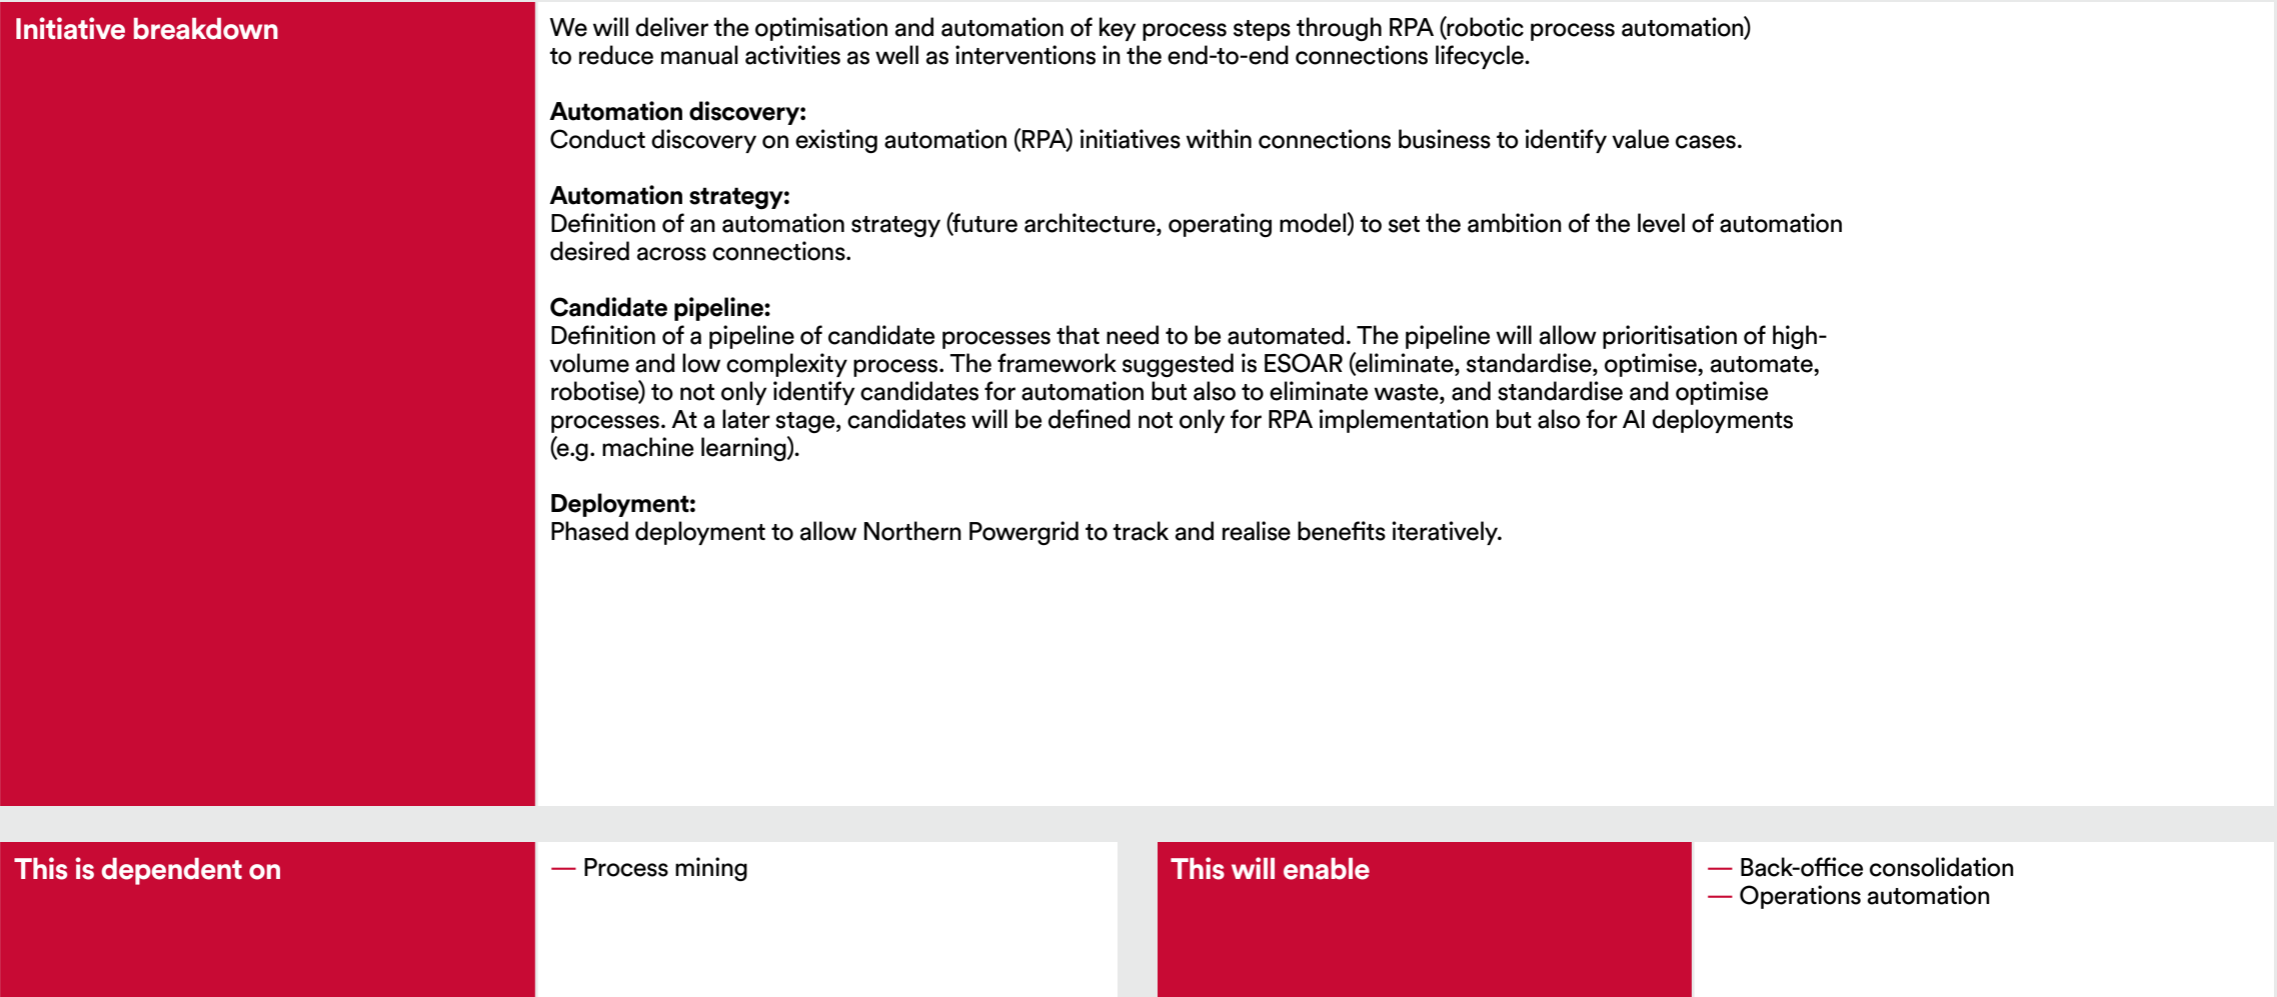 Initiative breakdown
We will deliver the optimisation and automation of key process steps through RPA (robotic process automation)
to reduce manual activities as well as interventions in the end-to-end connections lifecycle.
Automation discovery:
Conduct discovery on existing automation (RPA) initiatives within connections business to identify value cases.
Automation strategy:
Definition of an automation strategy (future architecture, operating model) to set the ambition of the level of automation
desired across connections.
Candidate pipeline:
Definition of a pipeline of candidate processes that need to be automated. The pipeline will allow prioritisation of high-
volume and low complexity process. The framework suggested is ESOAR (eliminate, standardise, optimise, automate,
robotise) to not only identify candidates for automation but also to eliminate waste, and standardise and optimise
processes. At a later stage, candidates will be defined not only for RPA implementation but also for AI deployments
(e.g. machine learning).
Deployment:
Phased deployment to allow Northern Powergrid to track and realise benefits iteratively.
This is dependent on
— Process mining
This will enable
— Back-office consolidation
— Operations automation